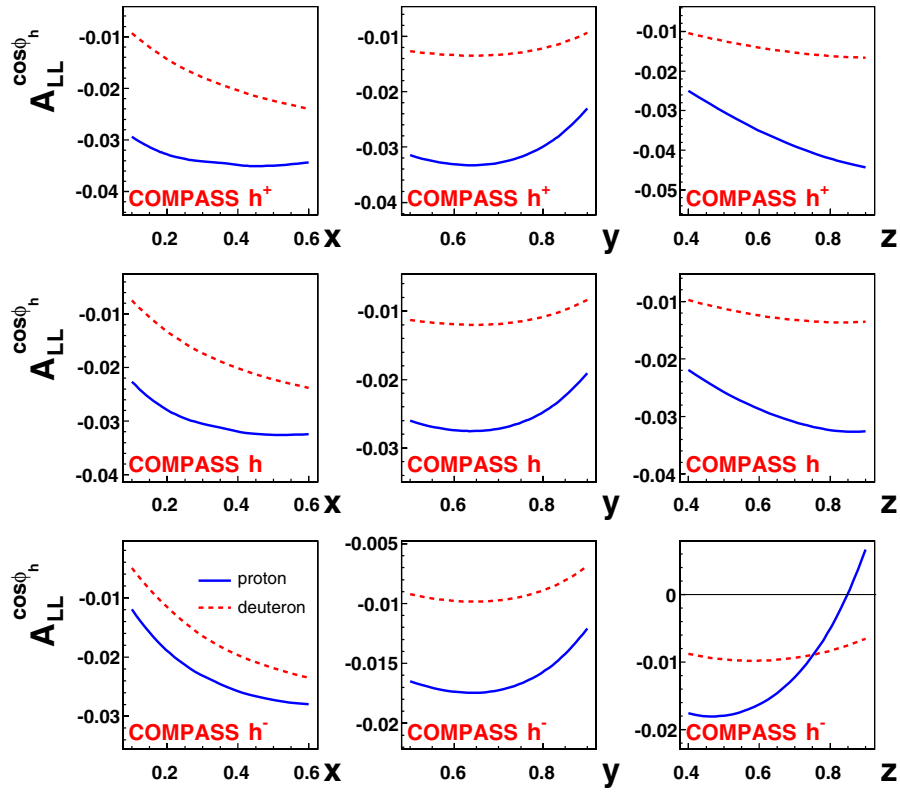 A_LL^cosϕ_h
-0.01
-0.02
-0.03
-0.04
COMPASS h⁺
0.2 0.4 0.6 x
-0.01
-0.02
-0.03
-0.04
COMPASS h⁺
0.6 0.8 y
-0.01
-0.02
-0.03
-0.04
-0.05
COMPASS h⁺
0.4 0.6 0.8 z
A_LL^cosϕ_h
-0.01
-0.02
-0.03
-0.04
COMPASS h
0.2 0.4 0.6 x
-0.01
-0.02
-0.03
COMPASS h
0.6 0.8 y
-0.01
-0.02
-0.03
-0.04
COMPASS h
0.4 0.6 0.8 z
A_LL^cosϕ_h
-0.01
-0.02
-0.03
proton
deuteron
COMPASS h⁻
0.2 0.4 0.6 x
-0.005
-0.01
-0.015
-0.02
COMPASS h⁻
0.6 0.8 y
0
-0.01
-0.02
COMPASS h⁻
0.4 0.6 0.8 z